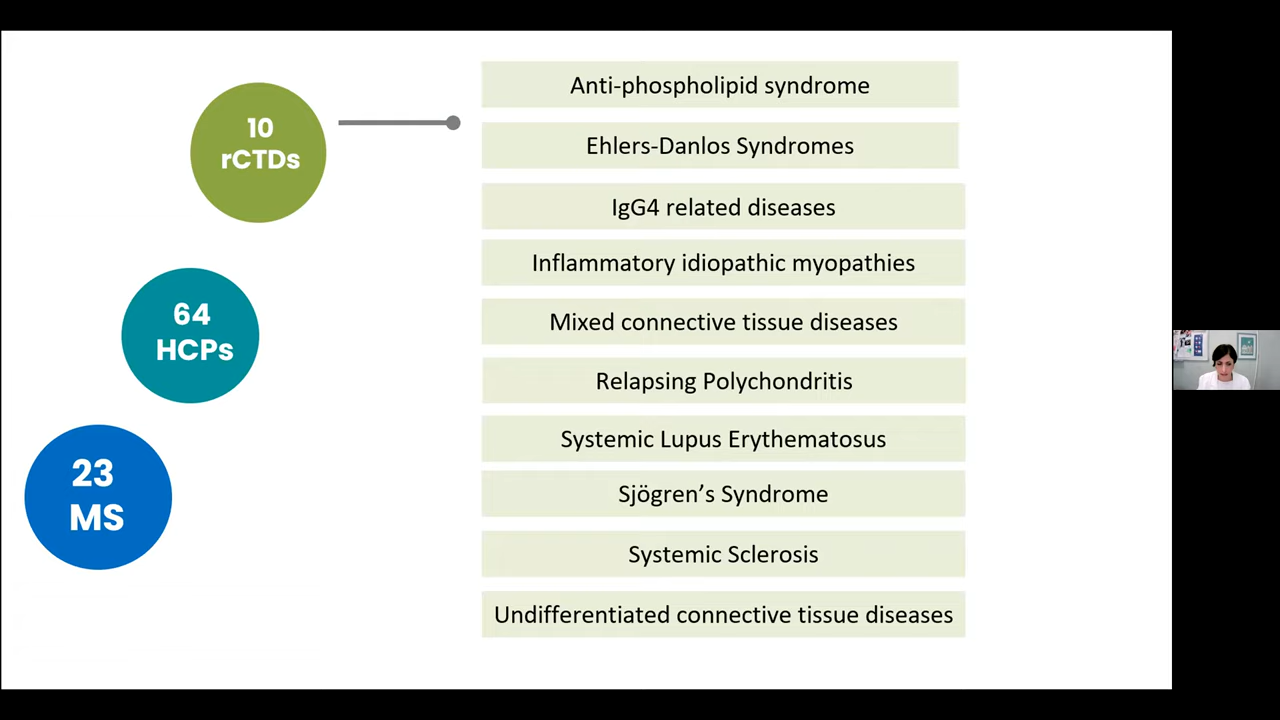 10
rCTDs
64
HCPs
23
MS
Anti-phospholipid syndrome
Ehlers-Danlos Syndromes
IgG4 related diseases
Inflammatory idiopathic myopathies
Mixed connective tissue diseases
Relapsing Polychondritis
Systemic Lupus Erythematosus
Sjögren’s Syndrome
Systemic Sclerosis
Undifferentiated connective tissue diseases